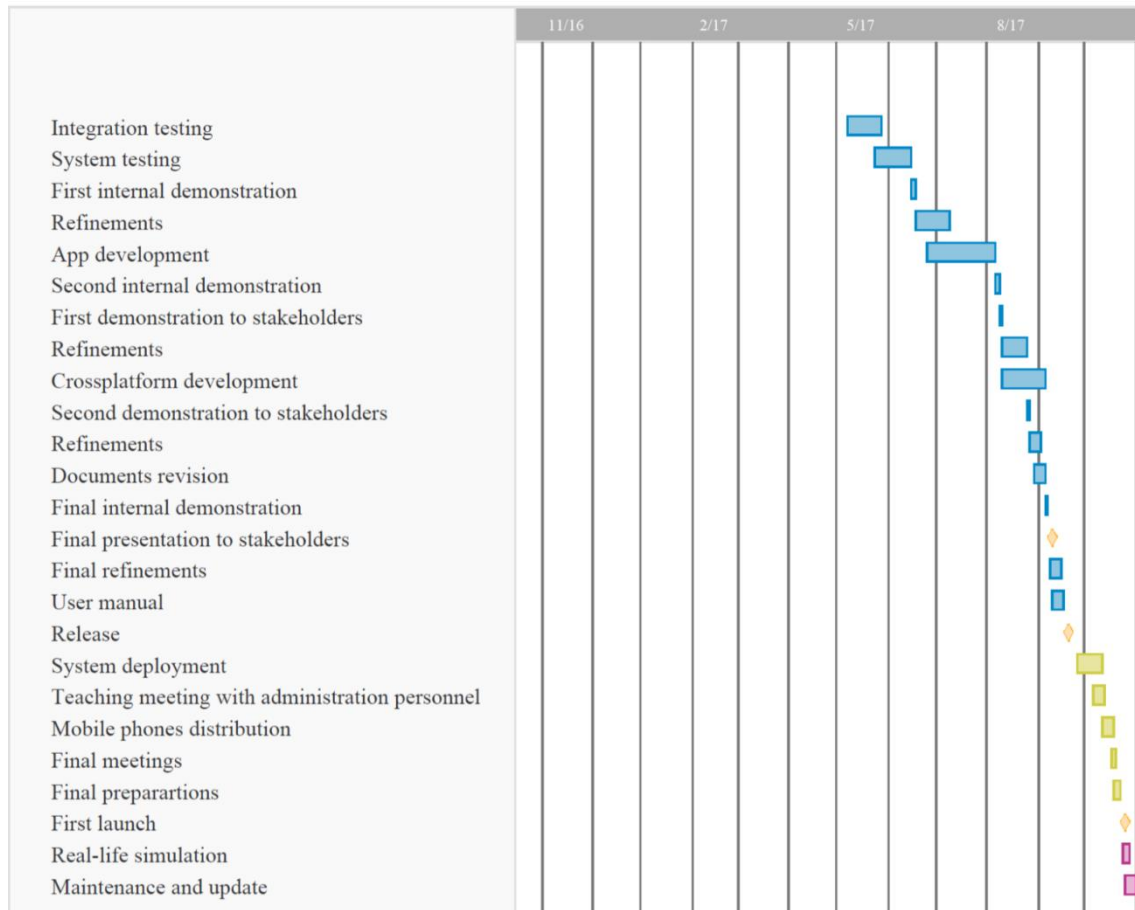 11/16 2/17 5/17 8/17
Integration testing
System testing
First internal demonstration
Refinements
App development
Second internal demonstration
First demonstration to stakeholders
Refinements
Crossplatform development
Second demonstration to stakeholders
Refinements
Documents revision
Final internal demonstration
Final presentation to stakeholders
Final refinements
User manual
Release
System deployment
Teaching meeting with administration personnel
Mobile phones distribution
Final meetings
Final preparartions
First launch
Real-life simulation
Maintenance and update